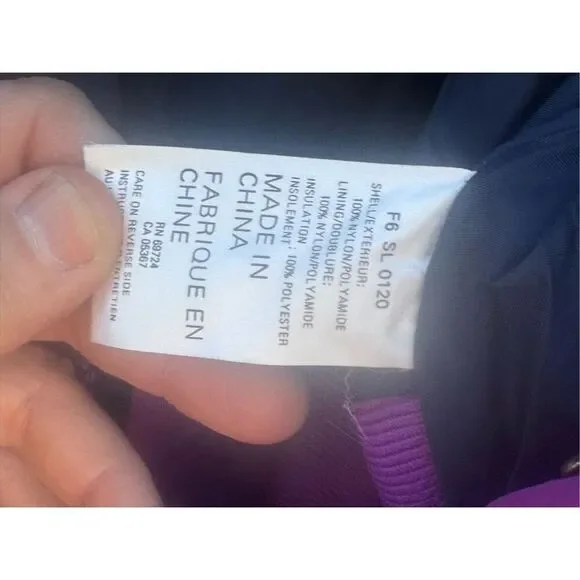 F6 SL 0120
SHELL/EXTÉRIEUR:
100% NYLON/POLYAMIDE
LINING/DOUBLURE:
100% NYLON/POLYAMIDE
INSULATION
INSOLEMENT: 100% POLYESTER
MADE IN
CHINA
FABRIQUE EN
CHINE
RN 69724
CA 05367
CARE ON REVERSE SIDE